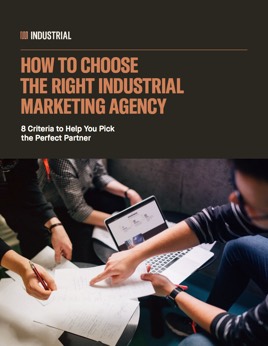 INDUSTRIAL
HOW TO CHOOSE
THE RIGHT INDUSTRIAL
MARKETING AGENCY
8 Criteria to Help You Pick
the Perfect Partner